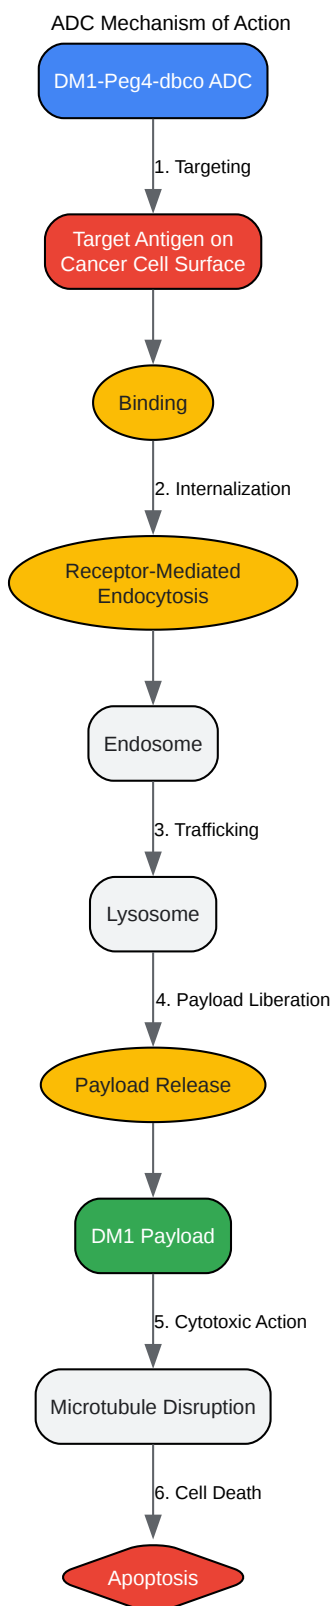 ADC Mechanism of Action
DM1-Peg4-dbco ADC
1. Targeting
Target Antigen on
Cancer Cell Surface
Binding
2. Internalization
Receptor-Mediated
Endocytosis
Endosome
3. Trafficking
Lysosome
4. Payload Liberation
Payload Release
DM1 Payload
5. Cytotoxic Action
Microtubule Disruption
6. Cell Death
Apoptosis